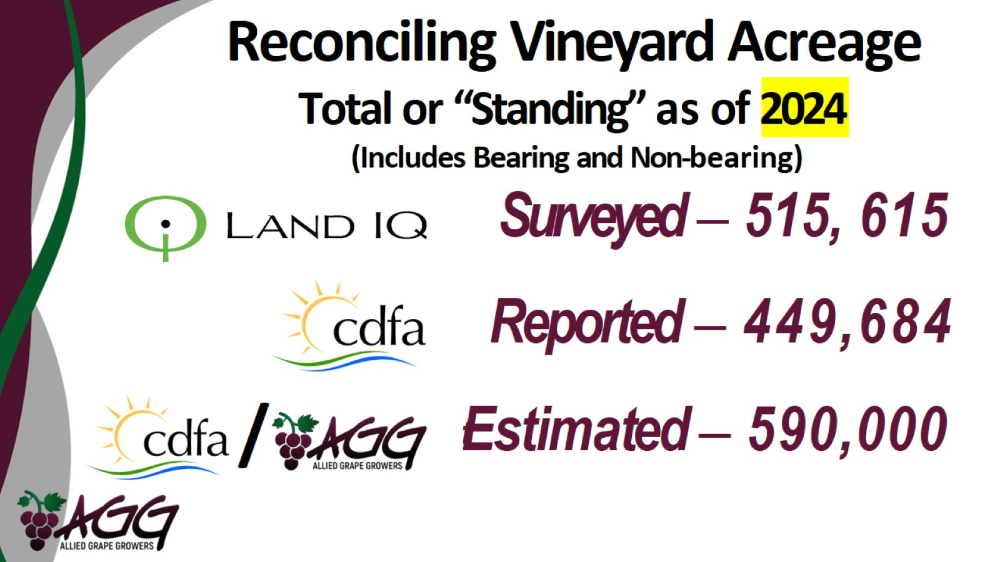 Reconciling Vineyard Acreage
Total or “Standing” as of 2024
(Includes Bearing and Non-bearing)
LAND IQ
Surveyed – 515, 615
cdfa
Reported – 449,684
cdfa / AGG
ALLIED GRAPE GROWERS
Estimated – 590,000
AGG
ALLIED GRAPE GROWERS